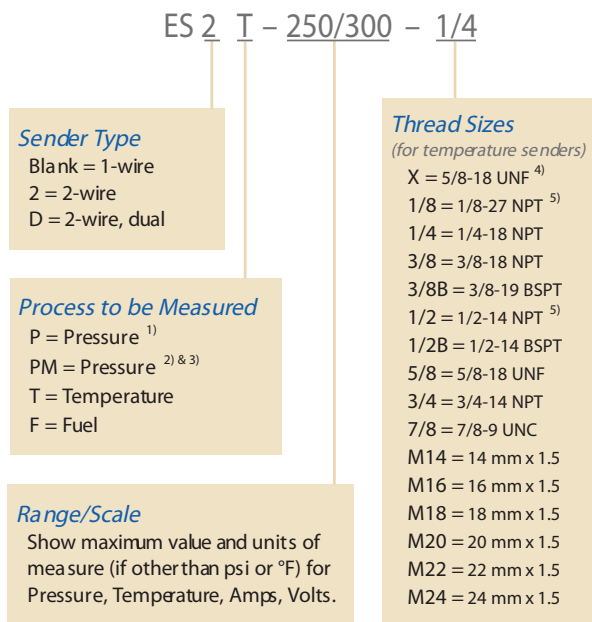 ES 2 T – 250/300 – 1/4
Sender Type
Blank = 1-wire
2 = 2-wire
D = 2-wire, dual
Process to be Measured
P = Pressure 1)
PM = Pressure 2) & 3)
T = Temperature
F = Fuel
Range/Scale
Show maximum value and units of
measure (if other than psi or °F) for
Pressure, Temperature, Amps, Volts.
Thread Sizes
(for temperature senders)
X = 5/8-18 UNF 4)
1/8 = 1/8-27 NPT 5)
1/4 = 1/4-18 NPT
3/8 = 3/8-18 NPT
3/8B = 3/8-19 BSPT
1/2 = 1/2-14 NPT 5)
1/2B = 1/2-14 BSPT
5/8 = 5/8-18 UNF
3/4 = 3/4-14 NPT
7/8 = 7/8-9 UNC
M14 = 14 mm x 1.5
M16 = 16 mm x 1.5
M18 = 18 mm x 1.5
M20 = 20 mm x 1.5
M22 = 22 mm x 1.5
M24 = 24 mm x 1.5